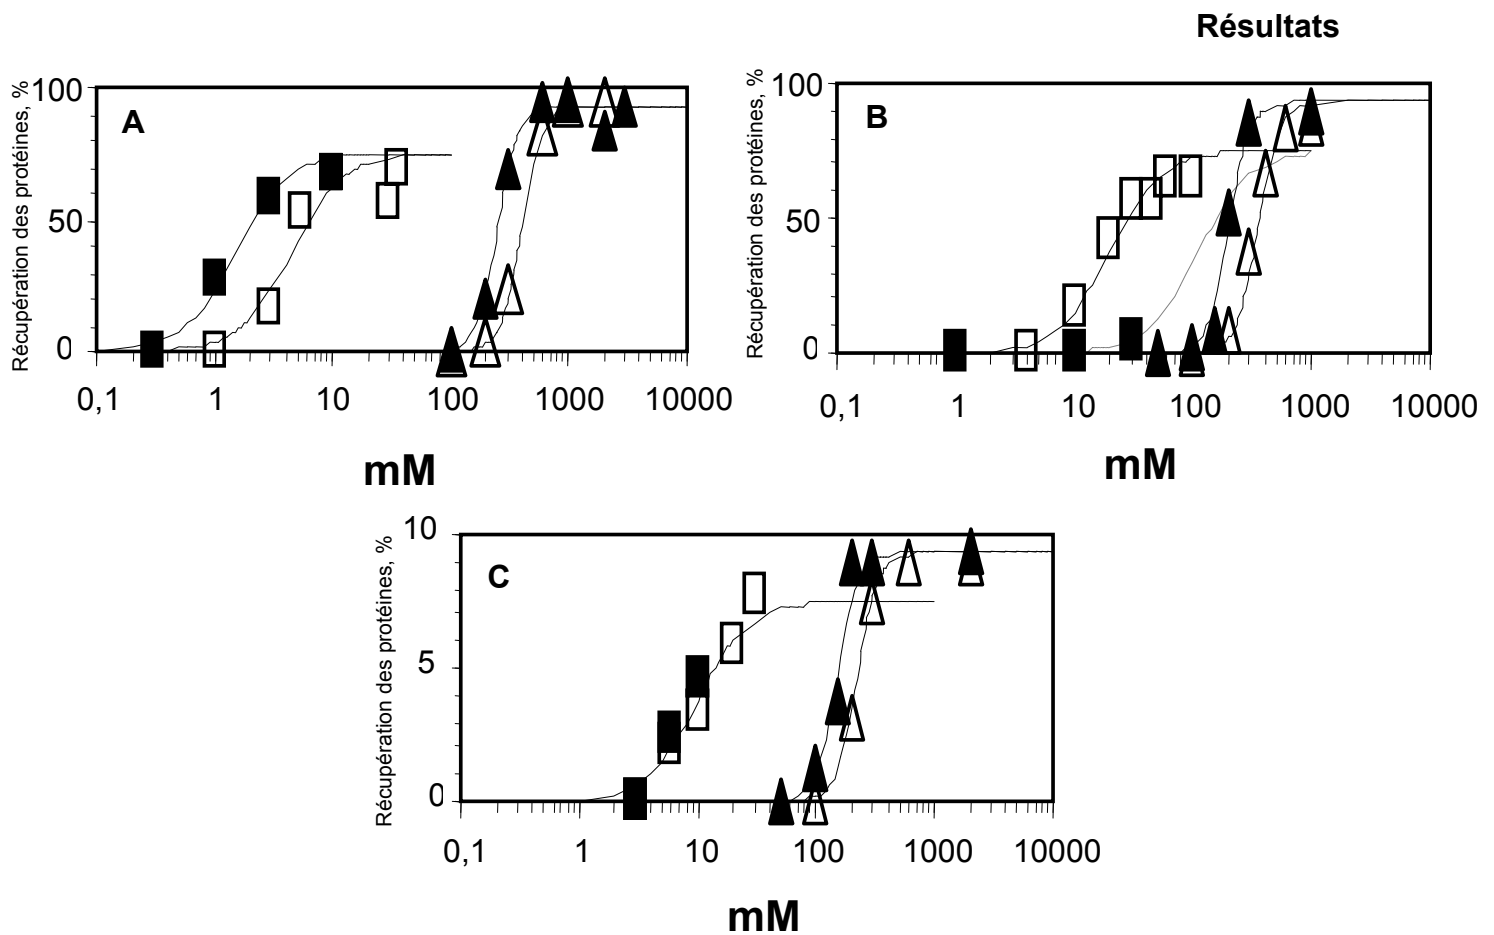 Résultats
Récupération des protéines, %
100
50
0
A
0,1 1 10 100 1000 10000
mM
Récupération des protéines, %
100
50
0
B
0,1 1 10 100 1000 10000
mM
Récupération des protéines, %
10
5
0
C
0,1 1 10 100 1000 10000
mM